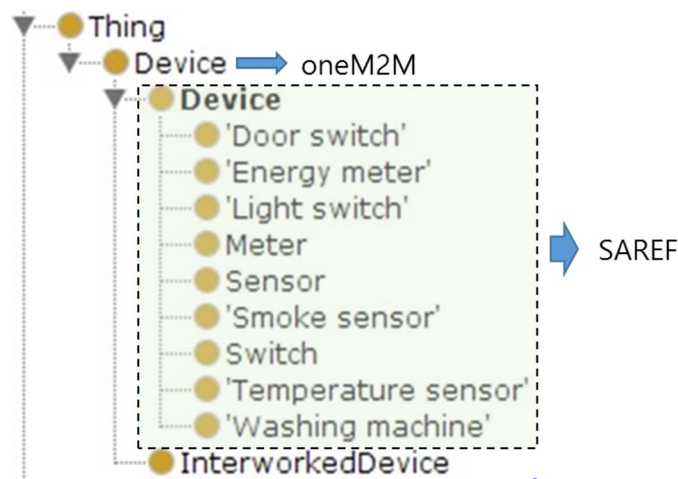 Thing
Device oneM2M
Device
'Door switch'
'Energy meter'
'Light switch'
Meter
Sensor
'Smoke sensor'
Switch
'Temperature sensor'
'Washing machine'
InterworkedDevice
SAREF